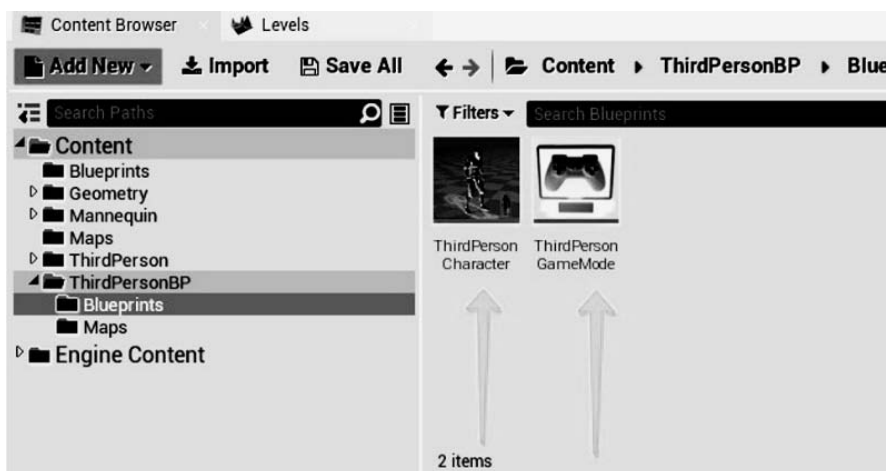 Content Browser
Levels
Add New
Import
Save All
Content
ThirdPersonBP
Blue
Search Paths
Filters
Search Blueprints
Content
Blueprints
Geometry
Mannequin
Maps
ThirdPerson
ThirdPersonBP
Blueprints
Maps
Engine Content
ThirdPerson
Character
ThirdPerson
GameMode
2 items